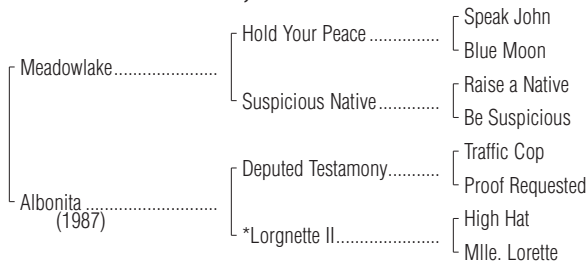 Speak John
Hold Your Peace ...............
Blue Moon
Meadowlake.......................
Raise a Native
Suspicious Native.............
Be Suspicious
Traffic Cop
Deputed Testamony...........
Proof Requested
Albonita .............................
(1987)
High Hat
*Lorgnette II......................
Mlle. Lorette